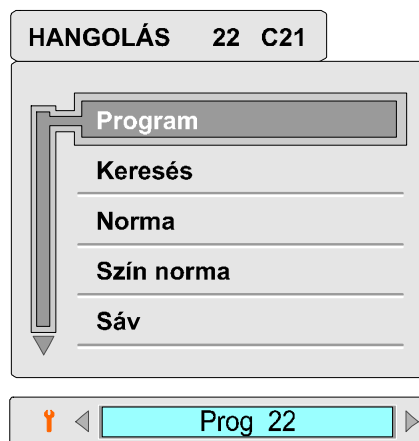 HANGOLÁS 22 C21
Program
Keresés
Norma
Szín norma
Sáv
Prog 22